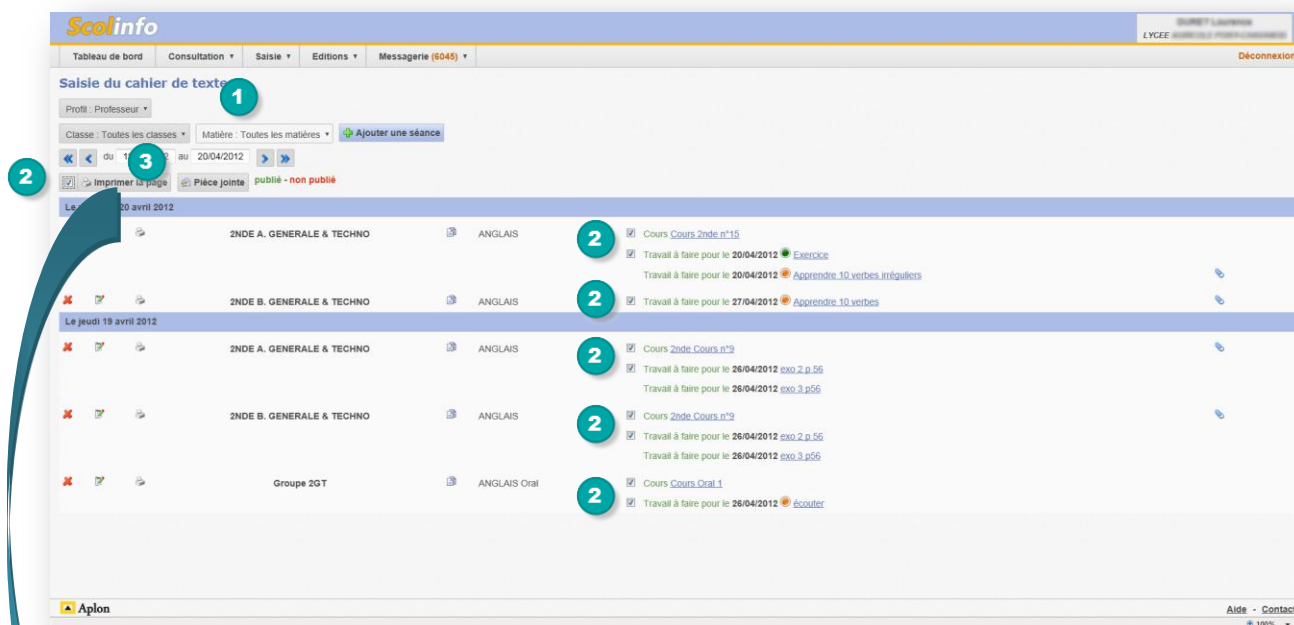 Scolinfo
LYCEE
Tableau de bord Consultation Saisie Editions Messagerie (6045) Déconnexion
Saisie du cahier de texte
1
Profil : Professeur
Classe : Toutes les classes Matière : Toutes les matières Ajouter une séance
du 1 2 au 20/04/2012
3
2 Imprimer la page Pièce jointe publié - non publié
Le 20 avril 2012
2NDE A. GENERALE & TECHNO ANGLAIS 2 Cours Cours 2nde n°15
Travail à faire pour le 20/04/2012 Exercice
Travail à faire pour le 20/04/2012 Apprendre 10 verbes irréguliers
2NDE B. GENERALE & TECHNO ANGLAIS 2 Travail à faire pour le 27/04/2012 Apprendre 10 verbes
Le jeudi 19 avril 2012
2NDE A. GENERALE & TECHNO ANGLAIS 2 Cours 2nde Cours n°9
Travail à faire pour le 26/04/2012 exo 2 p 56
Travail à faire pour le 26/04/2012 exo 3 p56
2NDE B. GENERALE & TECHNO ANGLAIS 2 Cours 2nde Cours n°9
Travail à faire pour le 26/04/2012 exo 2 p 56
Travail à faire pour le 26/04/2012 exo 3 p56
Groupe 2GT ANGLAIS Oral 2 Cours Cours Oral 1
Travail à faire pour le 26/04/2012 écouter
Aplon Aide - Contact
100%